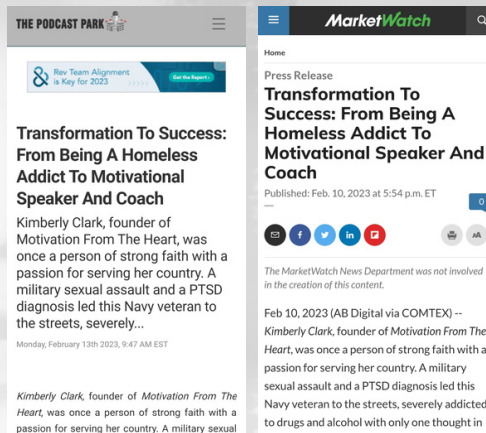 THE PODCAST PARK
Rev Team Alignment
is Key for 2023
Get the Report
Transformation To Success:
From Being A Homeless
Addict To Motivational
Speaker And Coach
Kimberly Clark, founder of
Motivation From The Heart, was
once a person of strong faith with a
passion for serving her country. A
military sexual assault and a PTSD
diagnosis led this Navy veteran to
the streets, severely...
Monday, February 13th 2023, 9:47 AM EST
Kimberly Clark, founder of Motivation From The
Heart, was once a person of strong faith with a
passion for serving her country. A military sexual
MarketWatch
Home
Press Release
Transformation To
Success: From Being A
Homeless Addict To
Motivational Speaker And
Coach
Published: Feb. 10, 2023 at 5:54 p.m. ET
0
AA
The MarketWatch News Department was not involved
in the creation of this content.
Feb 10, 2023 (AB Digital via COMTEX) --
Kimberly Clark, founder of Motivation From The
Heart, was once a person of strong faith with a
passion for serving her country. A military
sexual assault and a PTSD diagnosis led this
Navy veteran to the streets, severely addicted
to drugs and alcohol with only one thought in